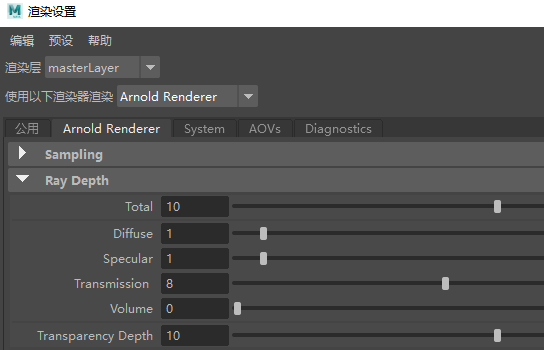 渲染设置
编辑 预设 帮助
渲染层 masterLayer
使用以下渲染器渲染 Arnold Renderer
公用 Arnold Renderer System AOVs Diagnostics
Sampling
Ray Depth
Total 10
Diffuse 1
Specular 1
Transmission 8
Volume 0
Transparency Depth 10